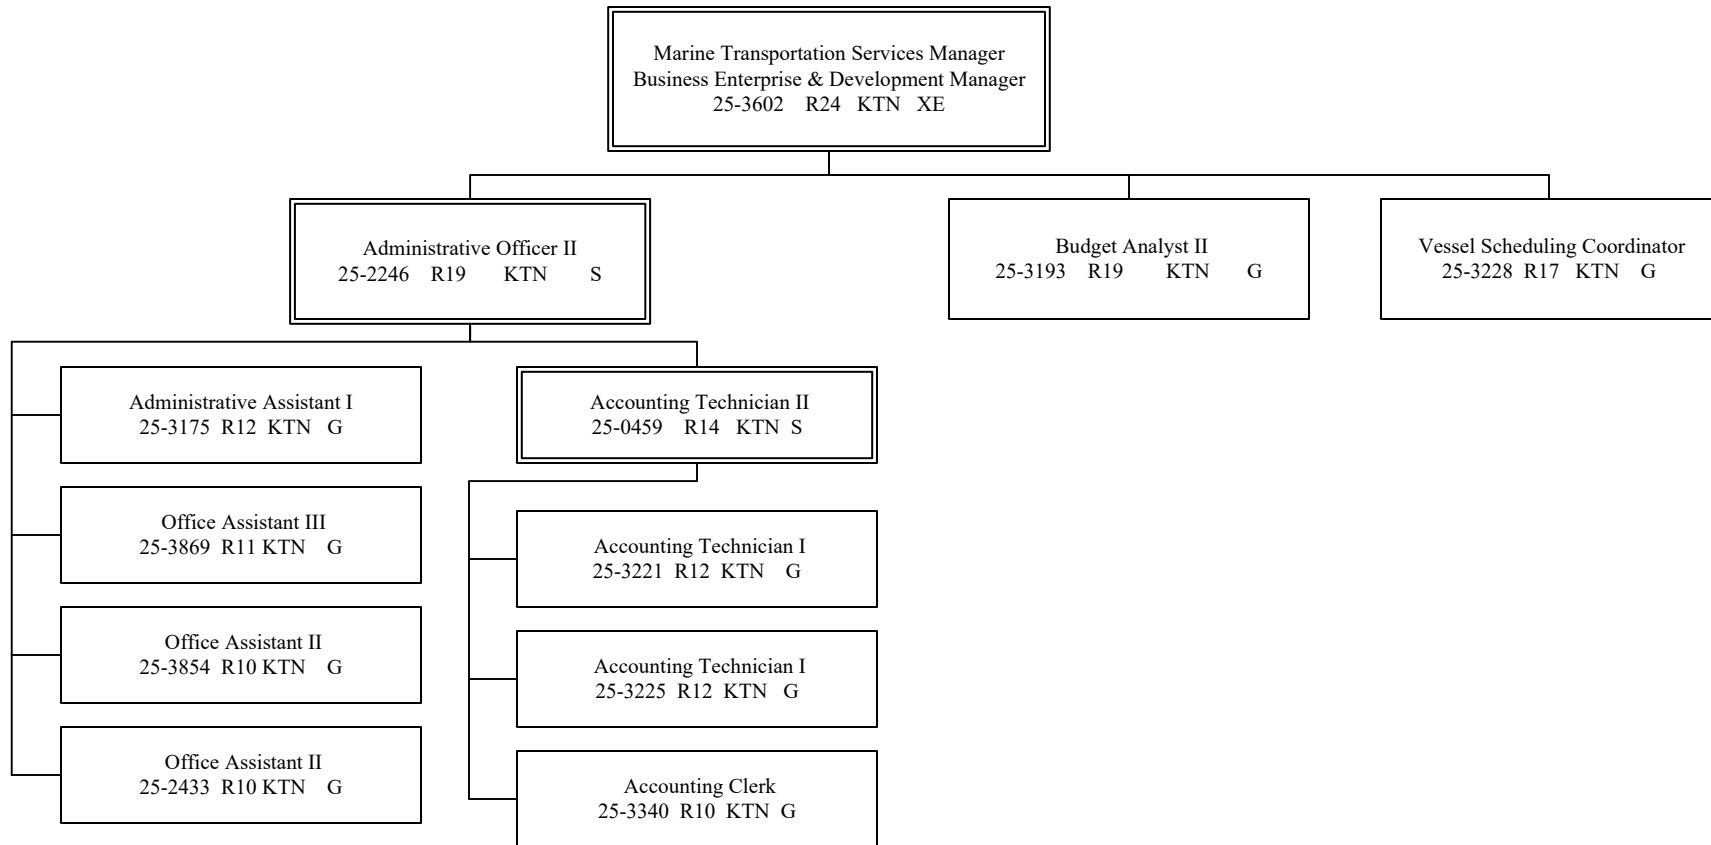 Marine Transportation Services Manager
Business Enterprise & Development Manager
25-3602 R24 KTN XE
Administrative Officer II
25-2246 R19 KTN S
Budget Analyst II
25-3193 R19 KTN G
Vessel Scheduling Coordinator
25-3228 R17 KTN G
Administrative Assistant I
25-3175 R12 KTN G
Office Assistant III
25-3869 R11 KTN G
Office Assistant II
25-3854 R10 KTN G
Office Assistant II
25-2433 R10 KTN G
Accounting Technician II
25-0459 R14 KTN S
Accounting Technician I
25-3221 R12 KTN G
Accounting Technician I
25-3225 R12 KTN G
Accounting Clerk
25-3340 R10 KTN G